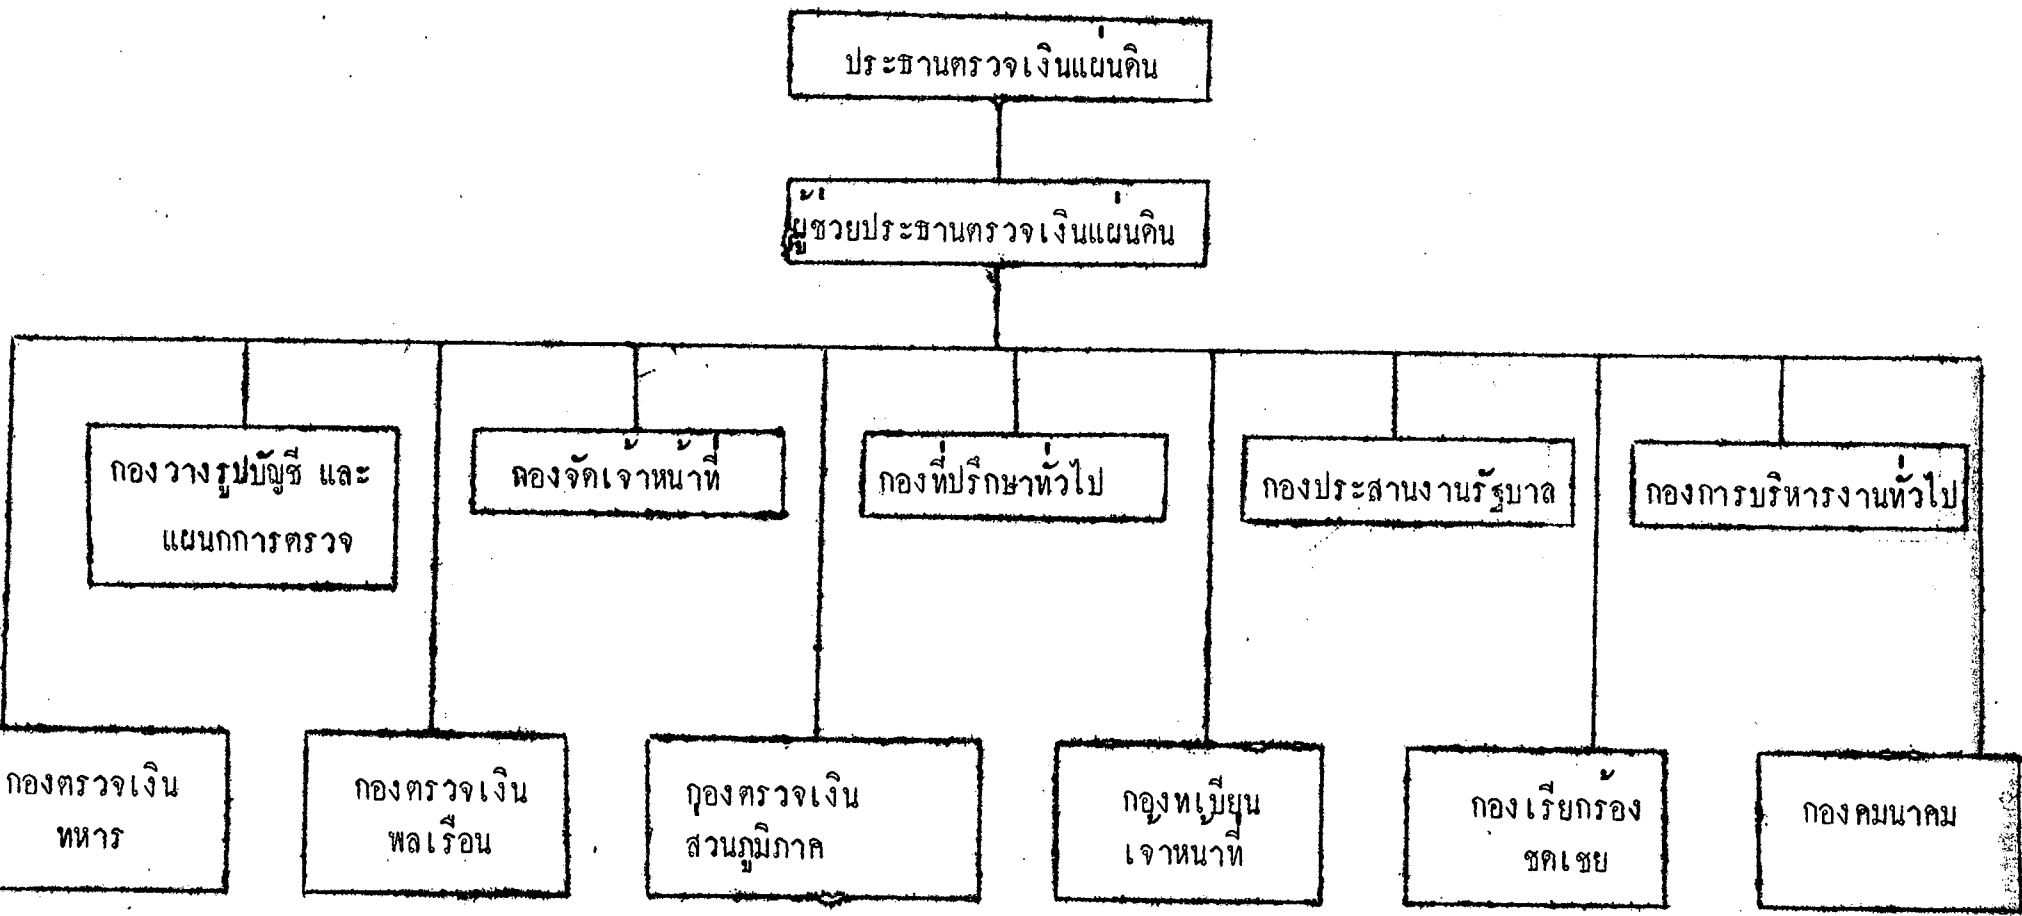 ประธานตรวจเงินแผ่นดิน
ผู้ช่วยประธานตรวจเงินแผ่นดิน
กองวางรูปบัญชี และ
แผนกการตรวจ
กองจัดเจ้าหน้าที่
กองที่ปรึกษาทั่วไป
กองประสานงานรัฐบาล
กองการบริหารงานทั่วไป
กองตรวจเงิน
ทหาร
กองตรวจเงิน
พลเรือน
กองตรวจเงิน
สวนภูมิภาค
กองทเบียน
เจ้าหน้าที่
กองเรียกร้อง
ชดเชย
กองคมนาคม